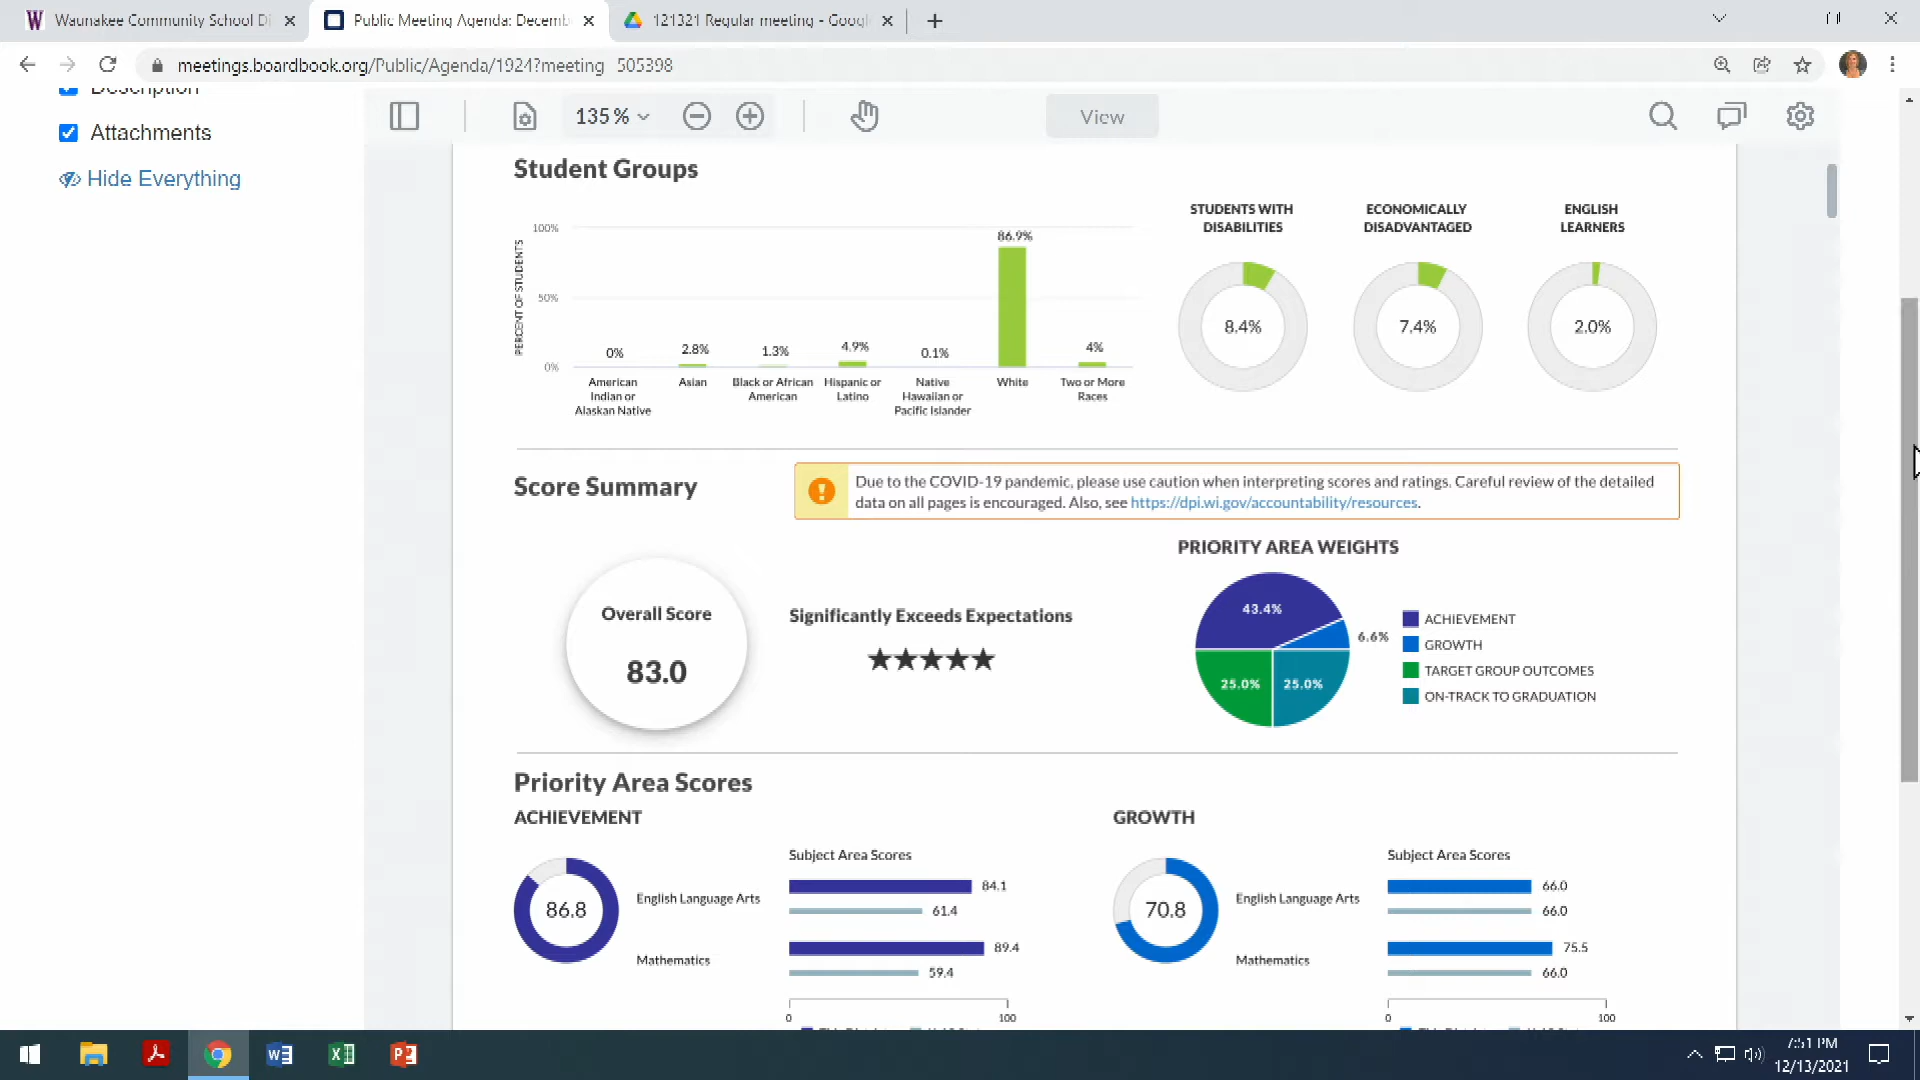 Waunakee Community School Di
Public Meeting Agenda: Decemb
121321 Regular meeting - Googl
meetings.boardbook.org/Public/Agenda/1924?meeting 505398
Description
Attachments
Hide Everything
135 %
View
Student Groups
PERCENT OF STUDENTS
100%
50%
0%
0%
2.8%
1.3%
4.9%
0.1%
86.9%
4%
American Indian or Alaskan Native
Asian
Black or African American
Hispanic or Latino
Native Hawaiian or Pacific Islander
White
Two or More Races
STUDENTS WITH DISABILITIES
8.4%
ECONOMICALLY DISADVANTAGED
7.4%
ENGLISH LEARNERS
2.0%
Score Summary
Due to the COVID-19 pandemic, please use caution when interpreting scores and ratings. Careful review of the detailed
data on all pages is encouraged. Also, see https://dpi.wi.gov/accountability/resources.
Overall Score
83.0
Significantly Exceeds Expectations
★★★★★
PRIORITY AREA WEIGHTS
43.4%
6.6%
25.0%
25.0%
ACHIEVEMENT
GROWTH
TARGET GROUP OUTCOMES
ON-TRACK TO GRADUATION
Priority Area Scores
ACHIEVEMENT
86.8
Subject Area Scores
English Language Arts
84.1
61.4
Mathematics
89.4
59.4
0
100
GROWTH
70.8
Subject Area Scores
English Language Arts
66.0
66.0
Mathematics
75.5
66.0
0
100
7:51 PM
12/13/2021